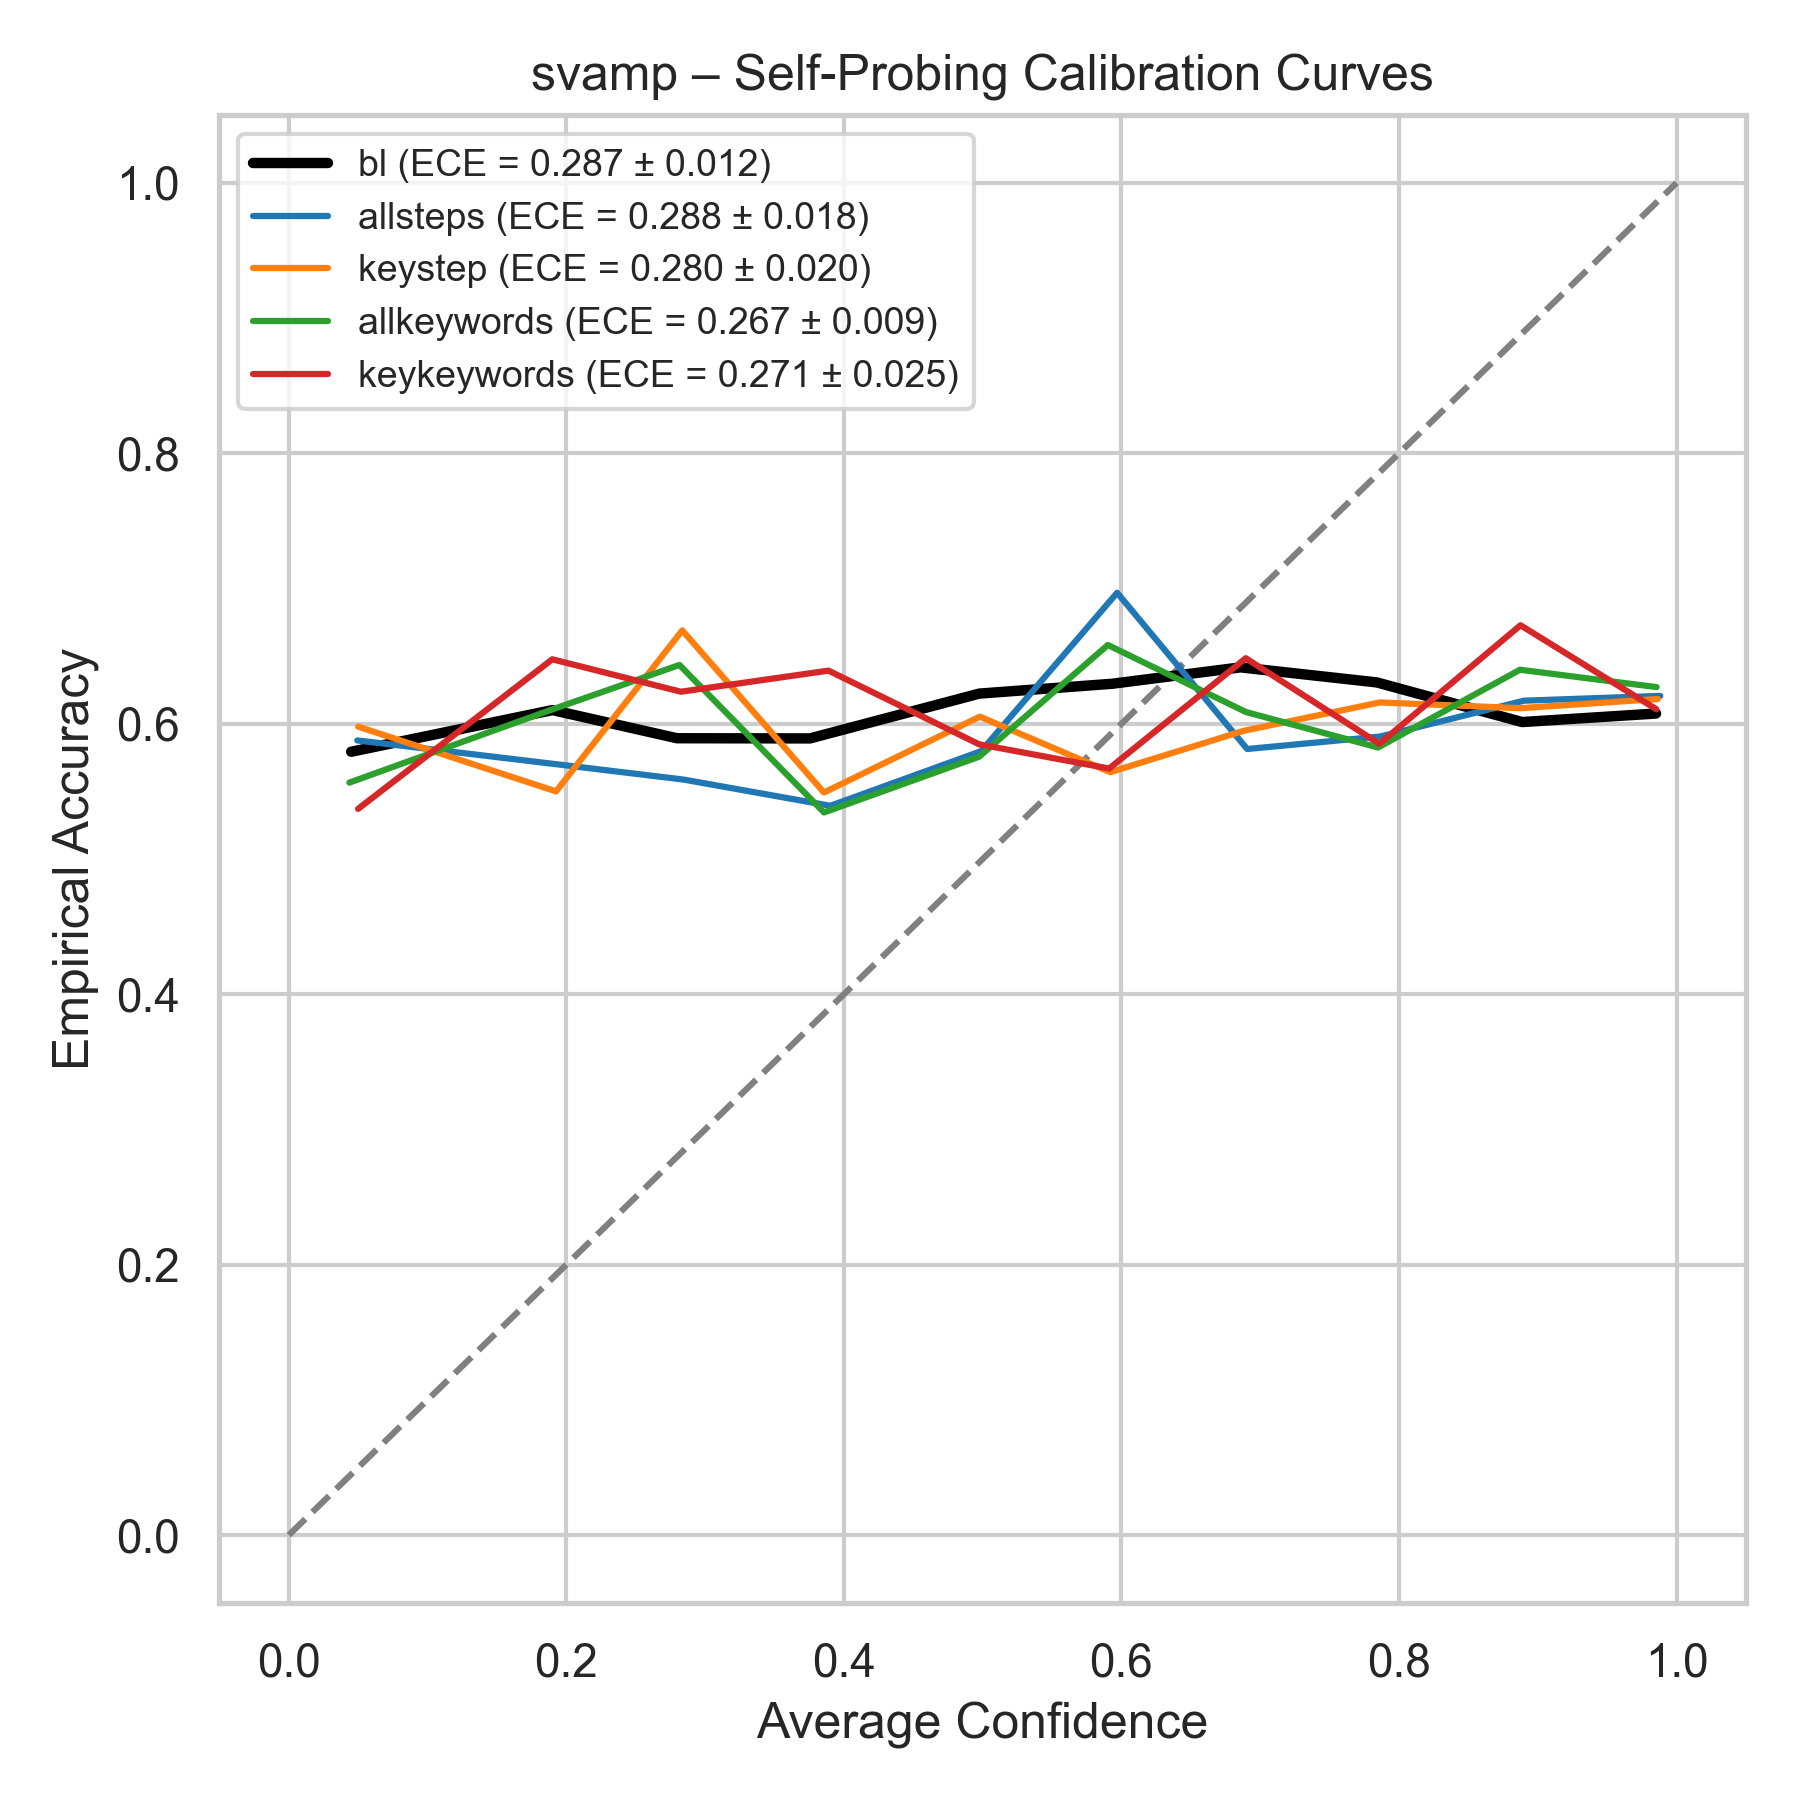 svamp – Self-Probing Calibration Curves
bl (ECE = 0.287 ± 0.012)
allsteps (ECE = 0.288 ± 0.018)
keystep (ECE = 0.280 ± 0.020)
allkeywords (ECE = 0.267 ± 0.009)
keykeywords (ECE = 0.271 ± 0.025)
1.0
0.8
0.6
0.4
0.2
0.0
Empirical Accuracy
0.0 0.2 0.4 0.6 0.8 1.0
Average Confidence